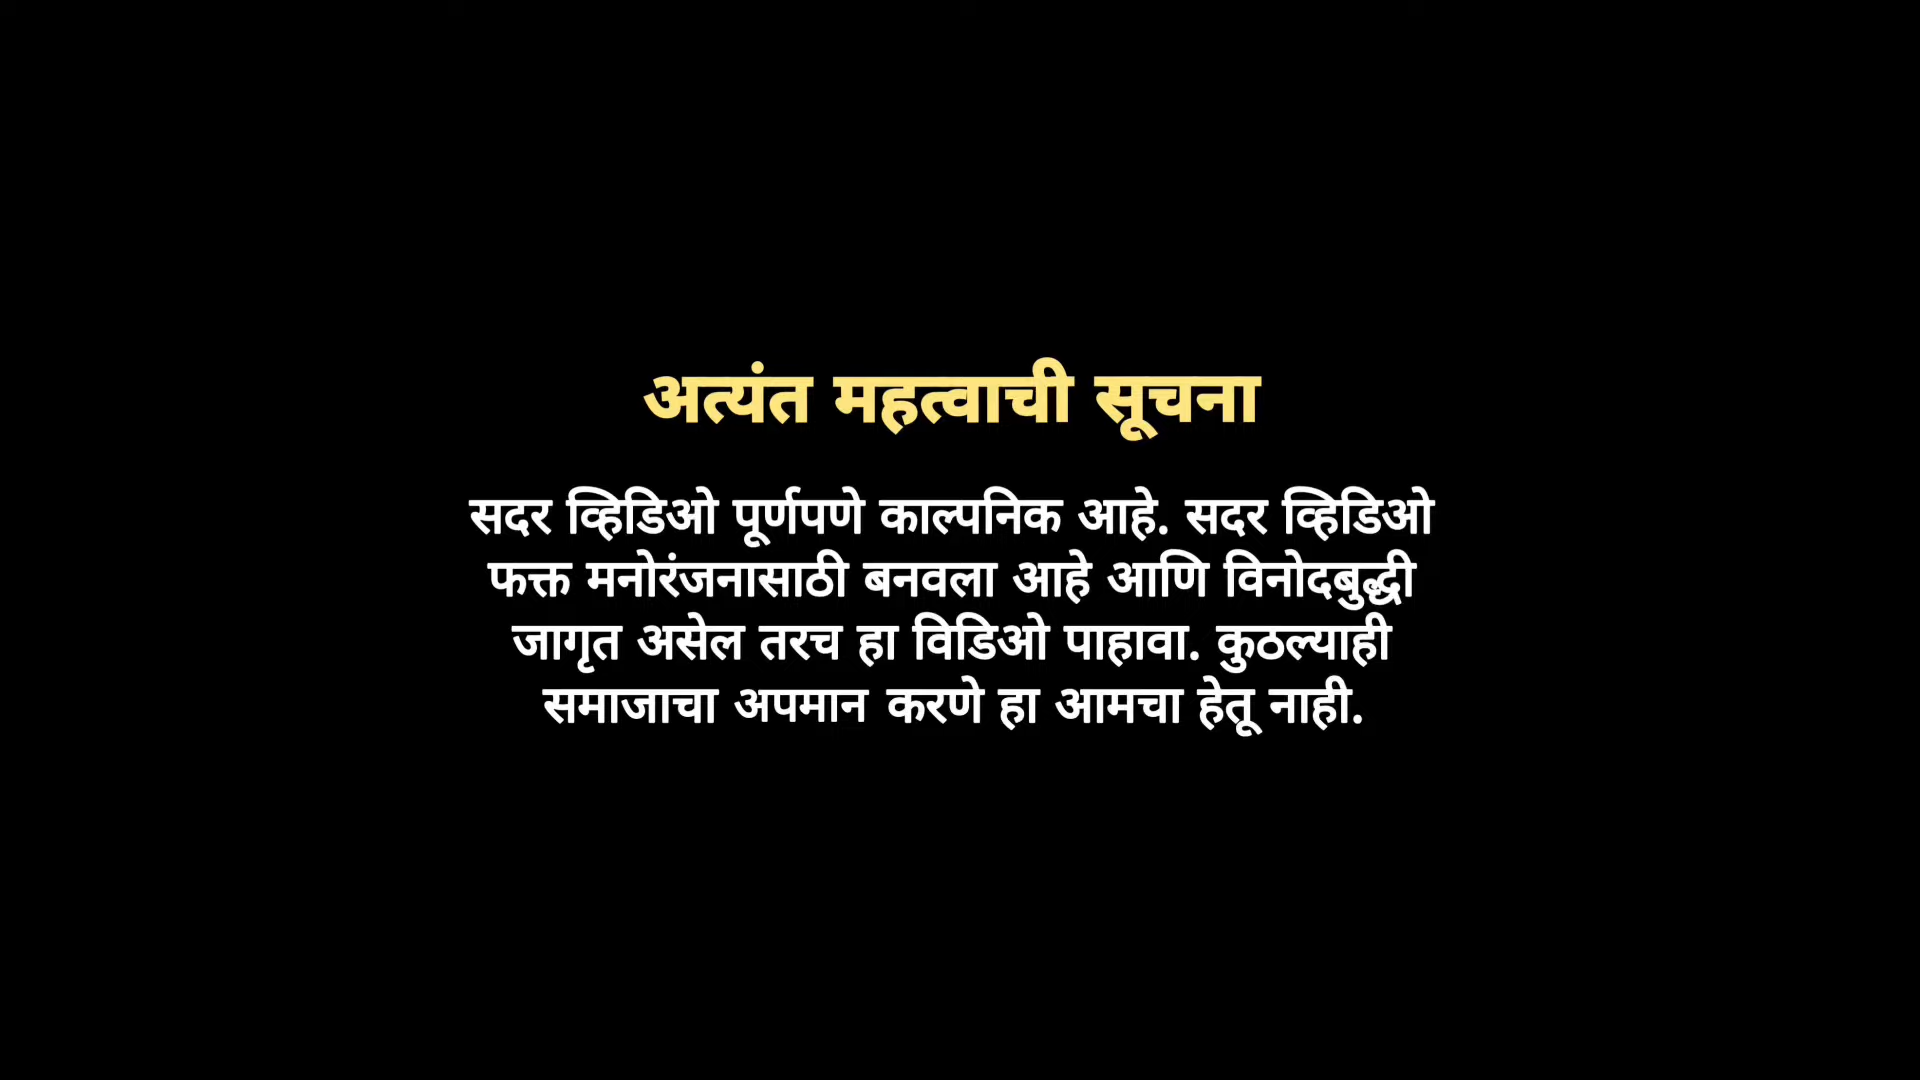 अत्यंत महत्वाची सूचना
सदर व्हिडिओ पूर्णपणे काल्पनिक आहे. सदर व्हिडिओ
फक्त मनोरंजनासाठी बनवला आहे आणि विनोदबुद्धी
जागृत असेल तरच हा विडिओ पाहावा. कुठल्याही
समाजाचा अपमान करणे हा आमचा हेतू नाही.